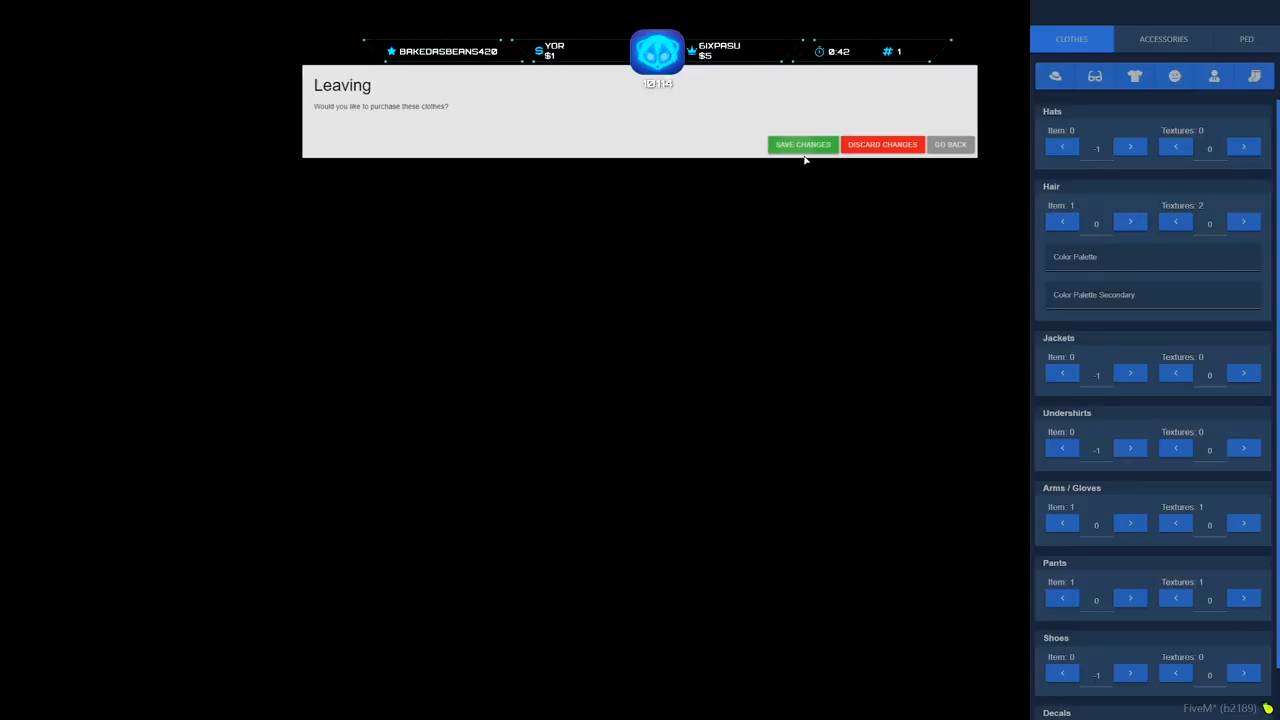 BAKEDASBEANS420
YOR
$1
10114
6IXPASU
$5
0:42
# 1
Leaving
Would you like to purchase these clothes?
SAVE CHANGES
DISCARD CHANGES
GO BACK
CLOTHES
ACCESSORIES
PED
Hats
Item: 0
Textures: 0
< -1 >
< 0 >
Hair
Item: 1
Textures: 2
< 0 >
< 0 >
Color Palette
Color Palette Secondary
Jackets
Item: 0
Textures: 0
< -1 >
< 0 >
Undershirts
Item: 0
Textures: 0
< -1 >
< 0 >
Arms / Gloves
Item: 1
Textures: 1
< 0 >
< 0 >
Pants
Item: 1
Textures: 1
< 0 >
< 0 >
Shoes
Item: 0
Textures: 0
< -1 >
< 0 >
Decals
FiveM* (b2189)